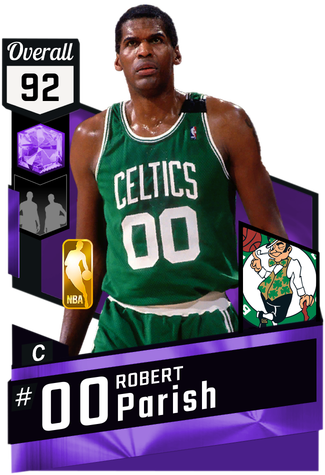 Overall
92
CELTICS
00
NBA
C
# 00
ROBERT
Parish